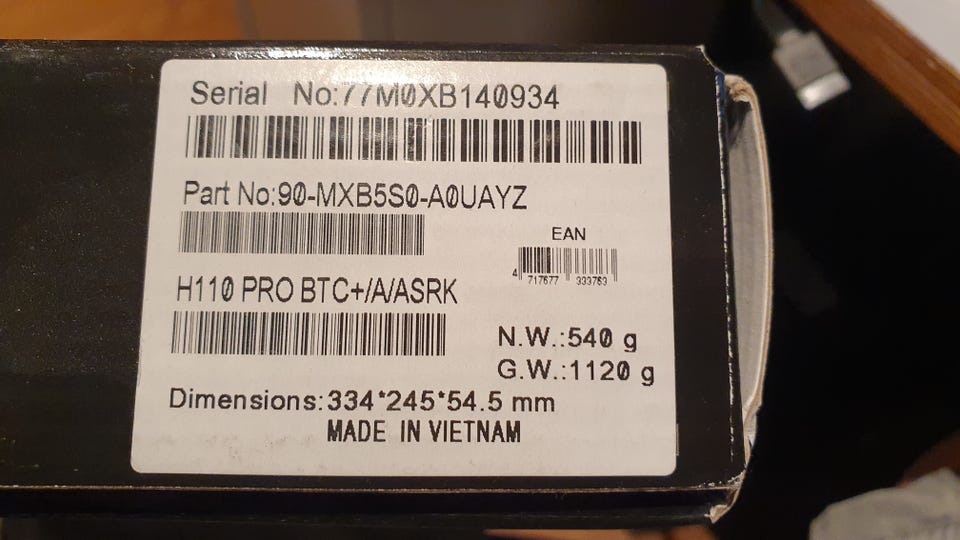 Serial No:77M0XB140934
Part No:90-MXB5S0-A0UAYZ
EAN
4 717677 333763
H110 PRO BTC+/A/ASRK
N.W.:540 g
G.W.:1120 g
Dimensions:334*245*54.5 mm
MADE IN VIETNAM